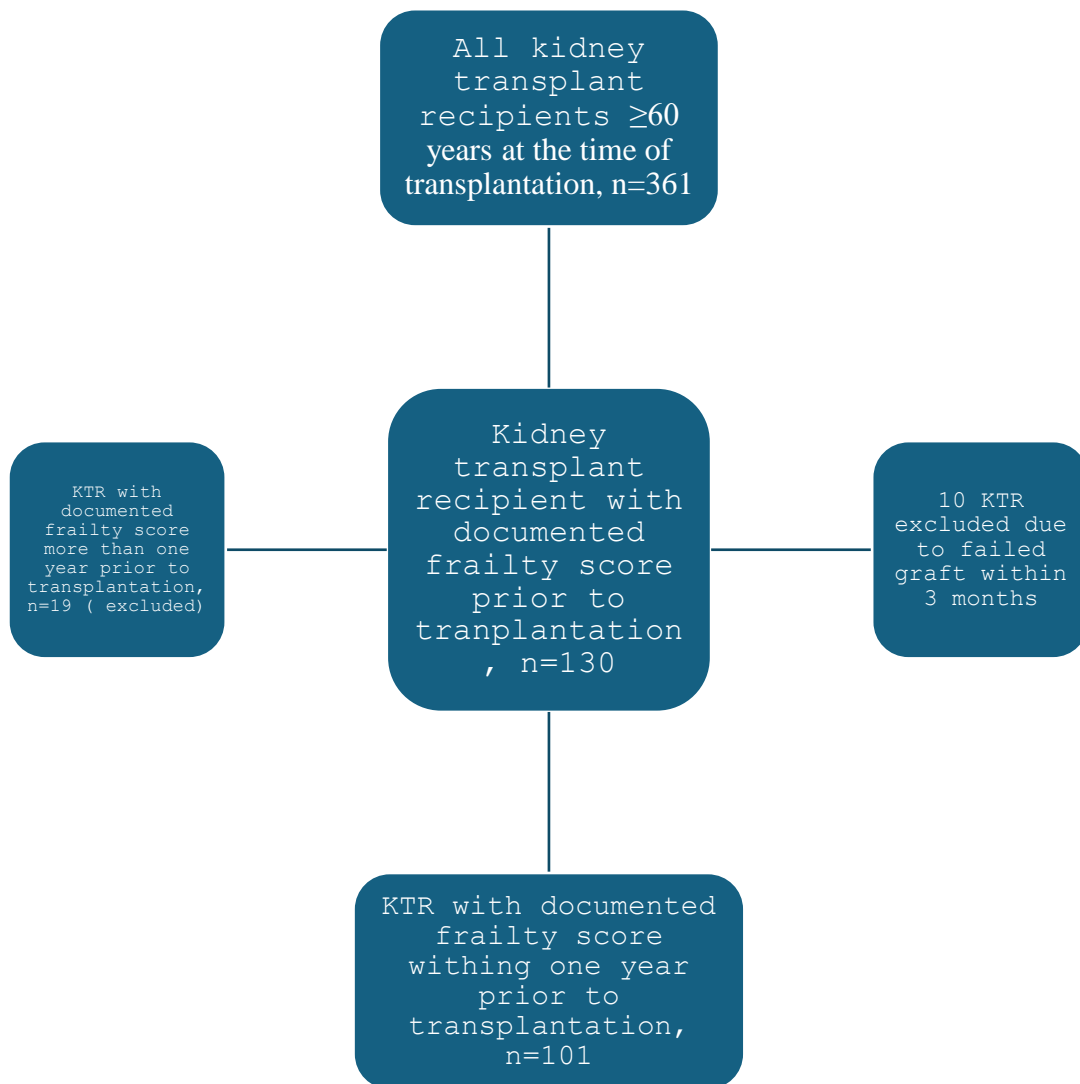 All kidney
transplant
recipients ≥60
years at the time of
transplantation, n=361
Kidney
transplant
recipient with
documented
frailty score
prior to
tranplantation
, n=130
KTR with
documented
frailty score
more than one
year prior to
transplantation,
n=19 ( excluded)
10 KTR
excluded due
to failed
graft within
3 months
KTR with documented
frailty score
withing one year
prior to
transplantation,
n=101